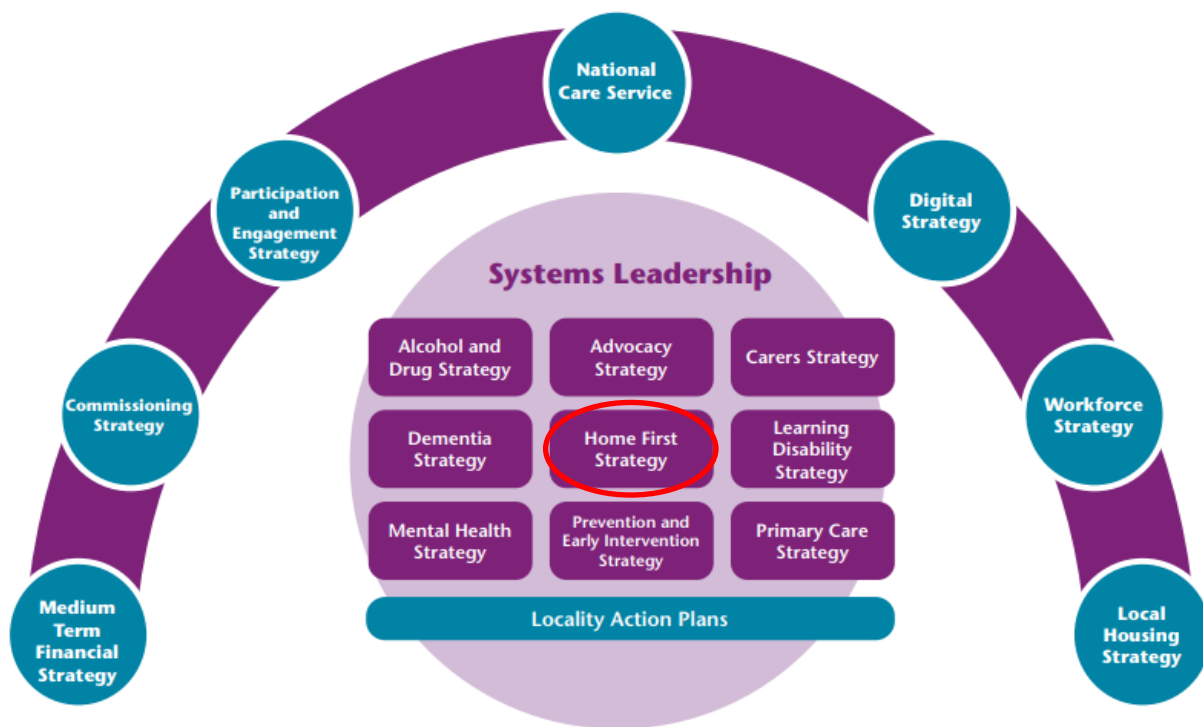 National
Care Service
Participation
and
Engagement
Strategy
Digital
Strategy
Commissioning
Strategy
Workforce
Strategy
Medium
Term
Financial
Strategy
Local
Housing
Strategy
Systems Leadership
Alcohol and
Drug Strategy
Advocacy
Strategy
Carers Strategy
Dementia
Strategy
Home First
Strategy
Learning
Disability
Strategy
Mental Health
Strategy
Prevention and
Early Intervention
Strategy
Primary Care
Strategy
Locality Action Plans